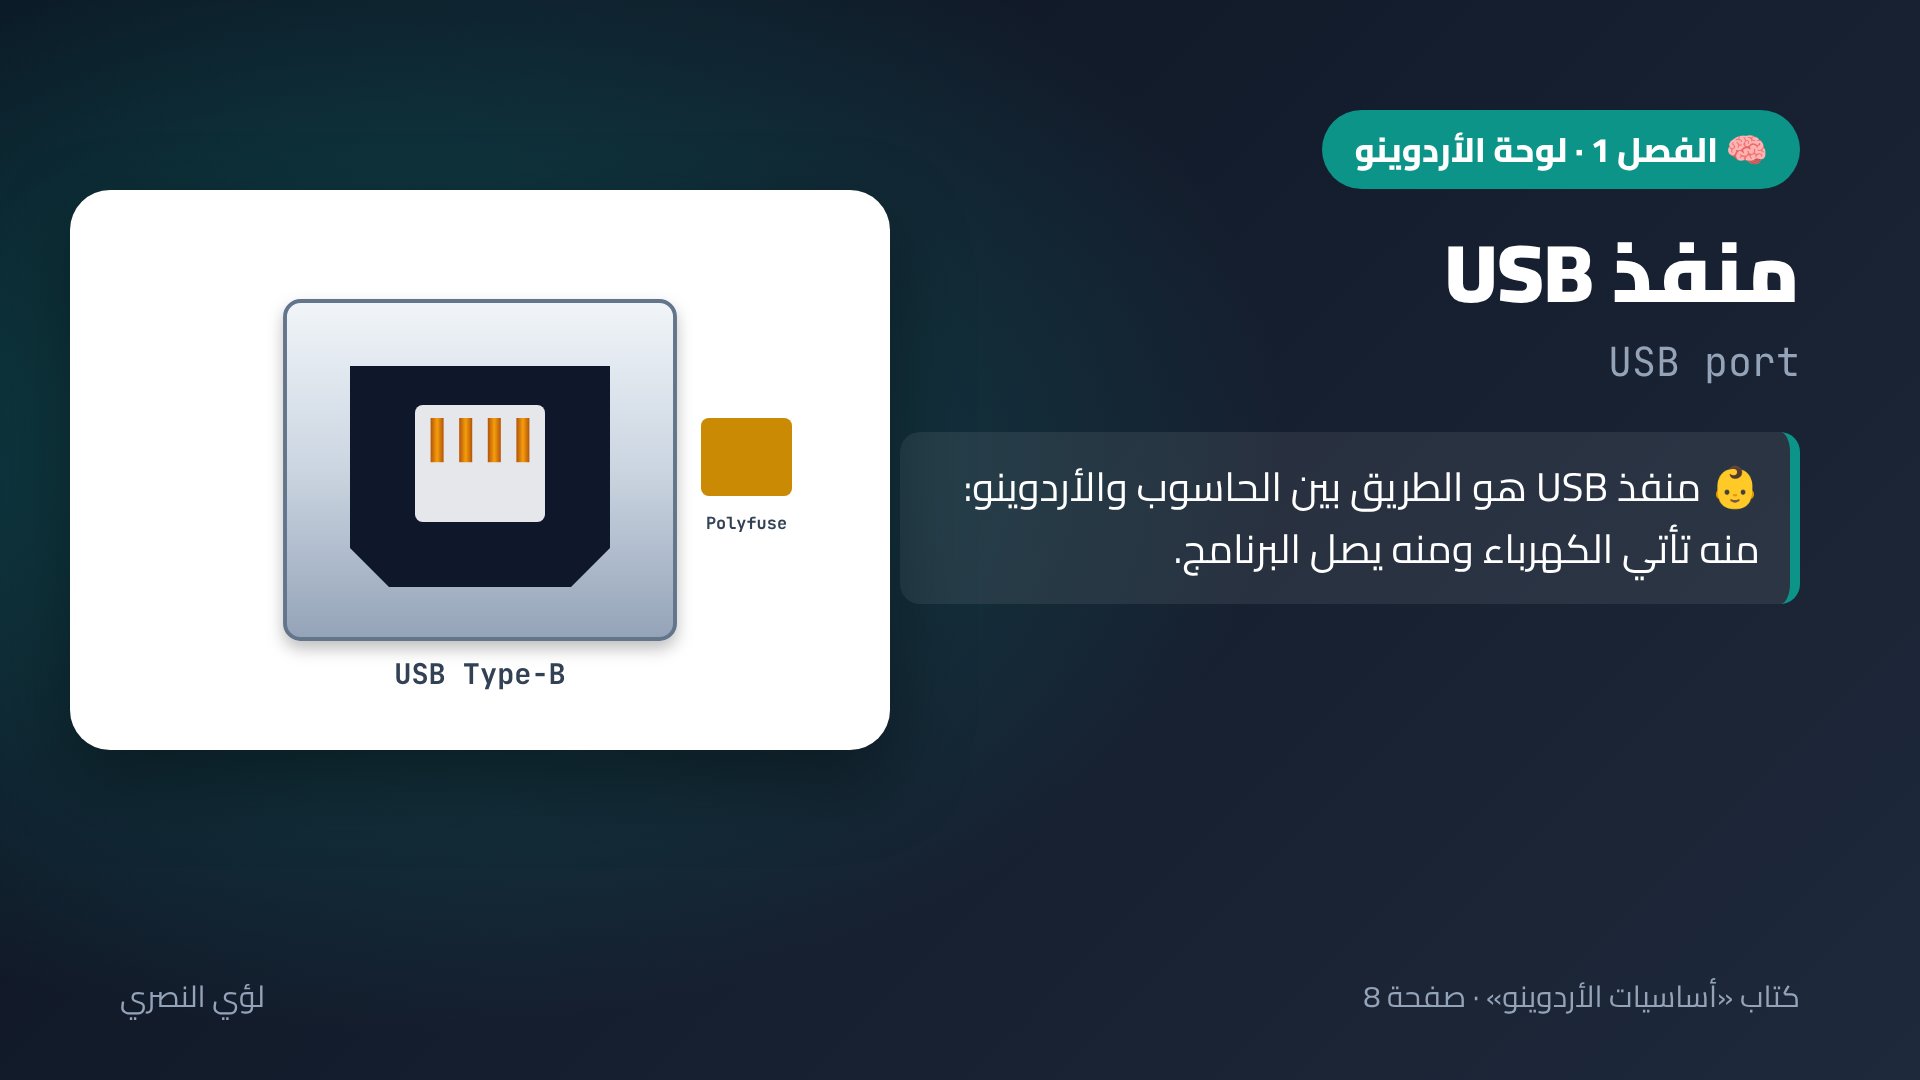 🧠 الفصل 1 · لوحة الأردوينو
منفذ USB
USB port
👶 منفذ USB هو الطريق بين الحاسوب والأردوينو:
منه تأتي الكهرباء ومنه يصل البرنامج.
Polyfuse
USB Type-B
كتاب «أساسيات الأردوينو» · صفحة 8
لؤي النصري